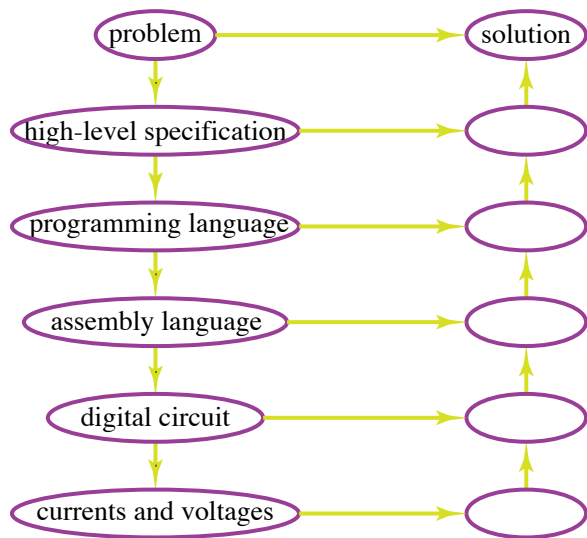 problem
solution
high-level specification
programming language
assembly language
digital circuit
currents and voltages